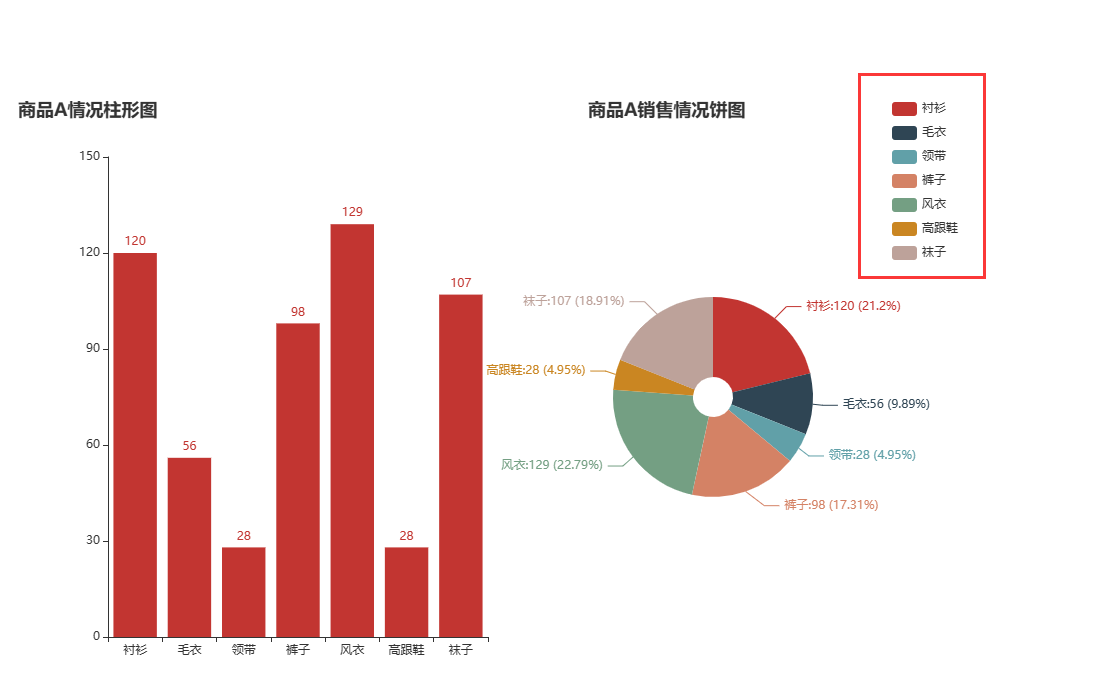 商品A情况柱形图
150
120
90
60
30
0
120
56
28
98
129
28
107
衬衫
毛衣
领带
裤子
风衣
高跟鞋
袜子
商品A销售情况饼图
衬衫
毛衣
领带
裤子
风衣
高跟鞋
袜子
衬衫:120 (21.2%)
毛衣:56 (9.89%)
领带:28 (4.95%)
裤子:98 (17.31%)
风衣:129 (22.79%)
高跟鞋:28 (4.95%)
袜子:107 (18.91%)